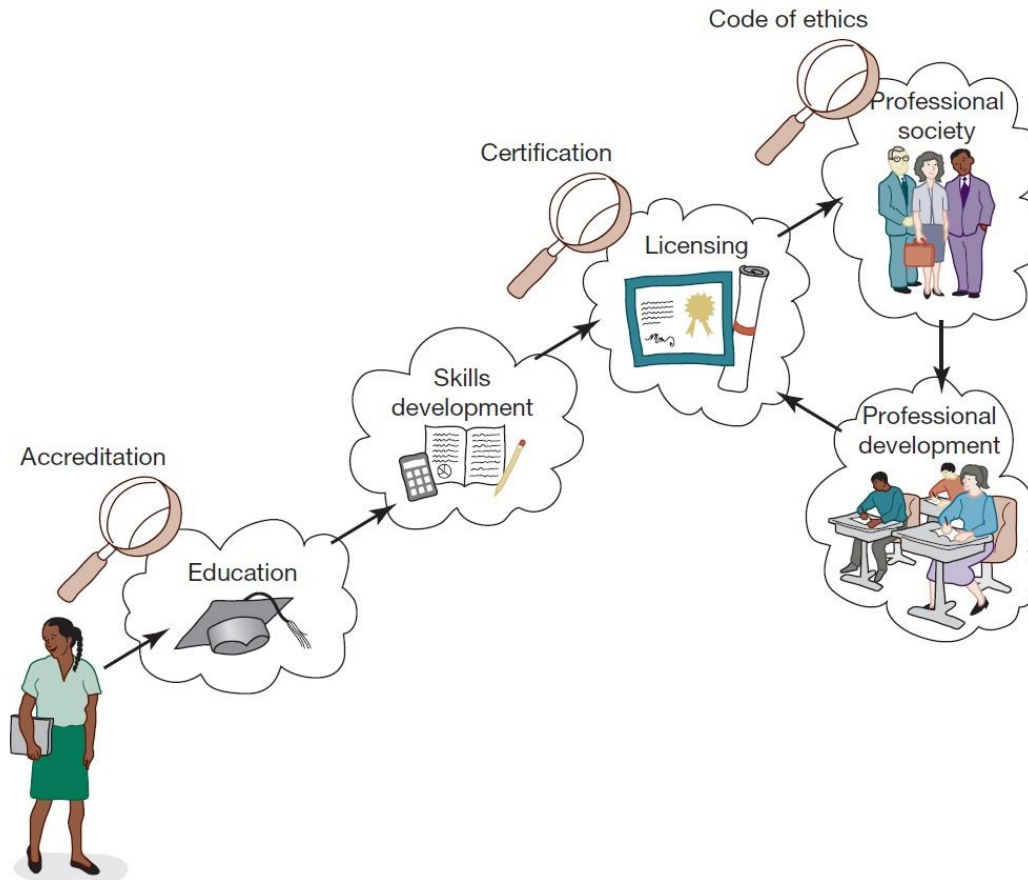 Code of ethics
Professional
society
Certification
Licensing
Skills
development
Professional
development
Accreditation
Education